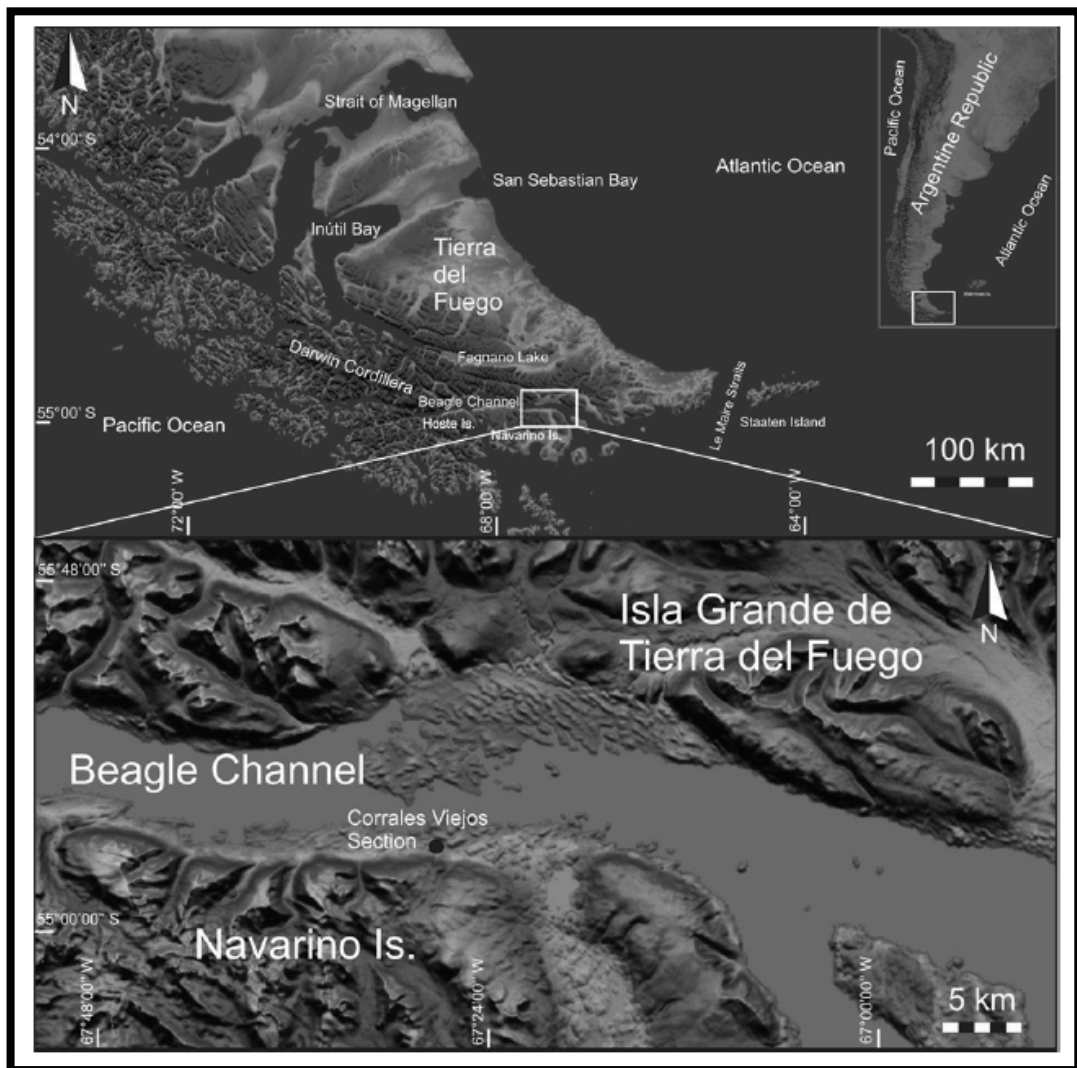 N
54°00' S
Strait of Magellan
San Sebastian Bay
Atlantic Ocean
Inútil Bay
Tierra
del
Fuego
Darwin Cordillera
Fagnano Lake
Beagle Channel
Hoste Is.
Navarino Is.
55°00' S
Pacific Ocean
Le Maire Straits
Staaten Island
100 km
72°00' W
68°00' W
64°00' W
Pacific Ocean
Argentine Republic
Atlantic Ocean
55°48'00'' S
Isla Grande de
Tierra del Fuego
N
Beagle Channel
Corrales Viejos
Section
55°00'00'' S
Navarino Is.
67°48'00'' W
67°24'00'' W
67°00'00'' W
5 km